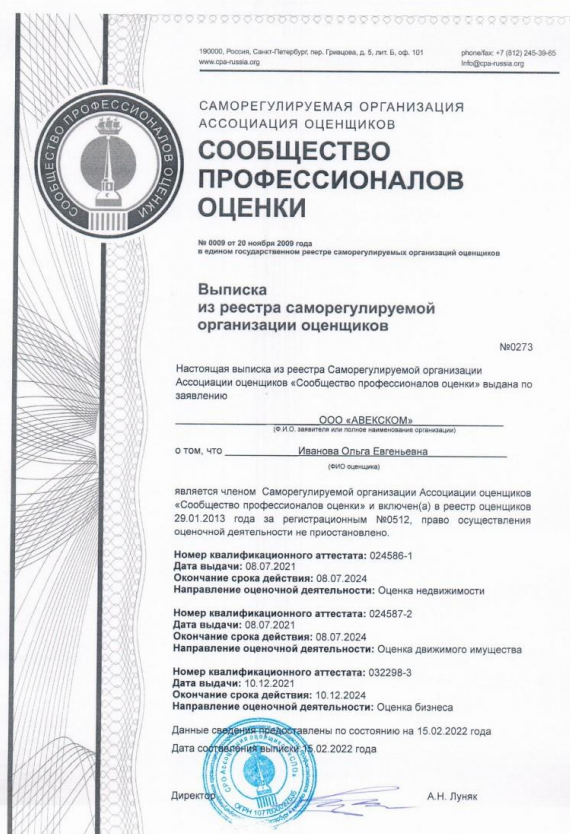 190000, Россия, Санкт-Петербург, пер. Гривцова, д. 5, лит. Б, оф. 101
www.cpa-russia.org
phone/fax: +7 (812) 245-39-65
Info@cpa-russia.org
СООБЩЕСТВО ПРОФЕССИОНАЛОВ ОЦЕНКИ
САМОРЕГУЛИРУЕМАЯ ОРГАНИЗАЦИЯ
АССОЦИАЦИЯ ОЦЕНЩИКОВ
СООБЩЕСТВО
ПРОФЕССИОНАЛОВ
ОЦЕНКИ
№ 0009 от 20 ноября 2009 года
в едином государственном реестре саморегулируемых организаций оценщиков
Выписка
из реестра саморегулируемой
организации оценщиков
№0273
Настоящая выписка из реестра Саморегулируемой организации
Ассоциации оценщиков «Сообщество профессионалов оценки» выдана по
заявлению
ООО «АВЕКСКОМ»
(Ф.И.О. заявителя или полное наименование организации)
о том, что Иванова Ольга Евгеньевна
(ФИО оценщика)
является членом Саморегулируемой организации Ассоциации оценщиков
«Сообщество профессионалов оценки» и включен(а) в реестр оценщиков
29.01.2013 года за регистрационным №0512, право осуществления
оценочной деятельности не приостановлено.
Номер квалификационного аттестата: 024586-1
Дата выдачи: 08.07.2021
Окончание срока действия: 08.07.2024
Направление оценочной деятельности: Оценка недвижимости
Номер квалификационного аттестата: 024587-2
Дата выдачи: 08.07.2021
Окончание срока действия: 08.07.2024
Направление оценочной деятельности: Оценка движимого имущества
Номер квалификационного аттестата: 032298-3
Дата выдачи: 10.12.2021
Окончание срока действия: 10.12.2024
Направление оценочной деятельности: Оценка бизнеса
Данные сведения предоставлены по состоянию на 15.02.2022 года
Дата составления выписки 15.02.2022 года
Директор
А.Н. Луняк